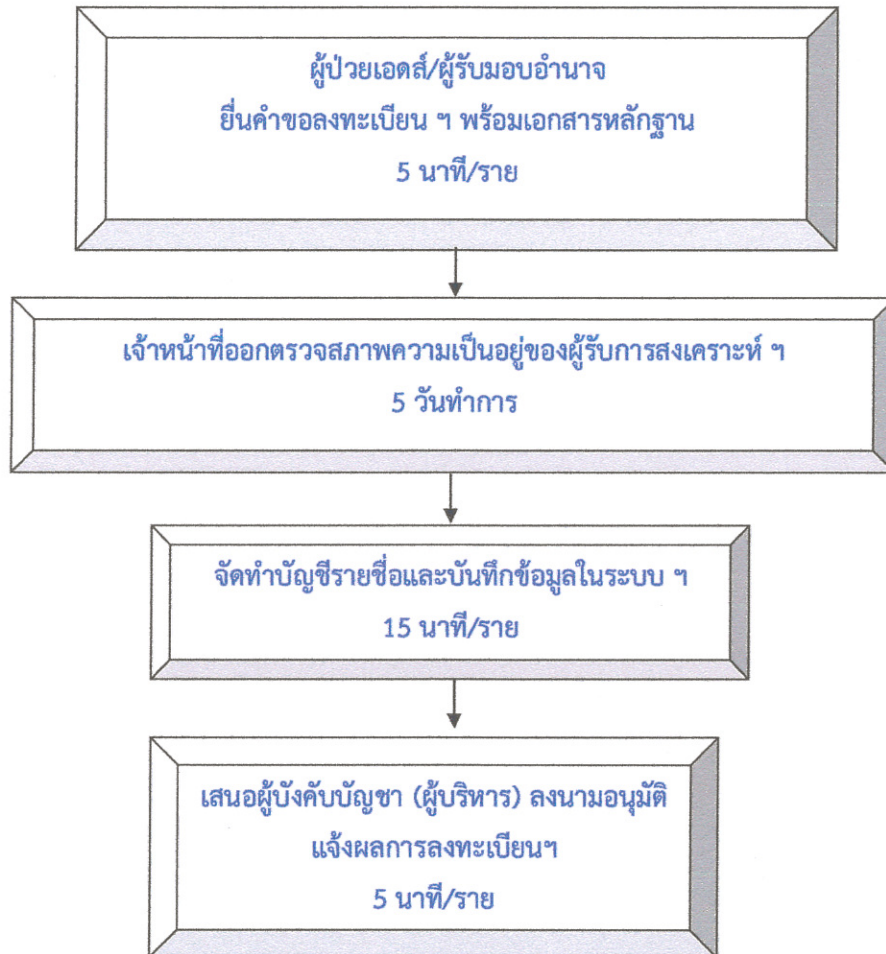 ผู้ป่วยเอดส์/ผู้รับมอบอำนาจ
ยื่นคำขอลงทะเบียน ฯ พร้อมเอกสารหลักฐาน
5 นาที/ราย
เจ้าหน้าที่ออกตรวจสภาพความเป็นอยู่ของผู้รับการสงเคราะห์ ฯ
5 วันทำการ
จัดทำบัญชีรายชื่อและบันทึกข้อมูลในระบบ ฯ
15 นาที/ราย
เสนอผู้บังคับบัญชา (ผู้บริหาร) ลงนามอนุมัติ
แจ้งผลการลงทะเบียนฯ
5 นาที/ราย